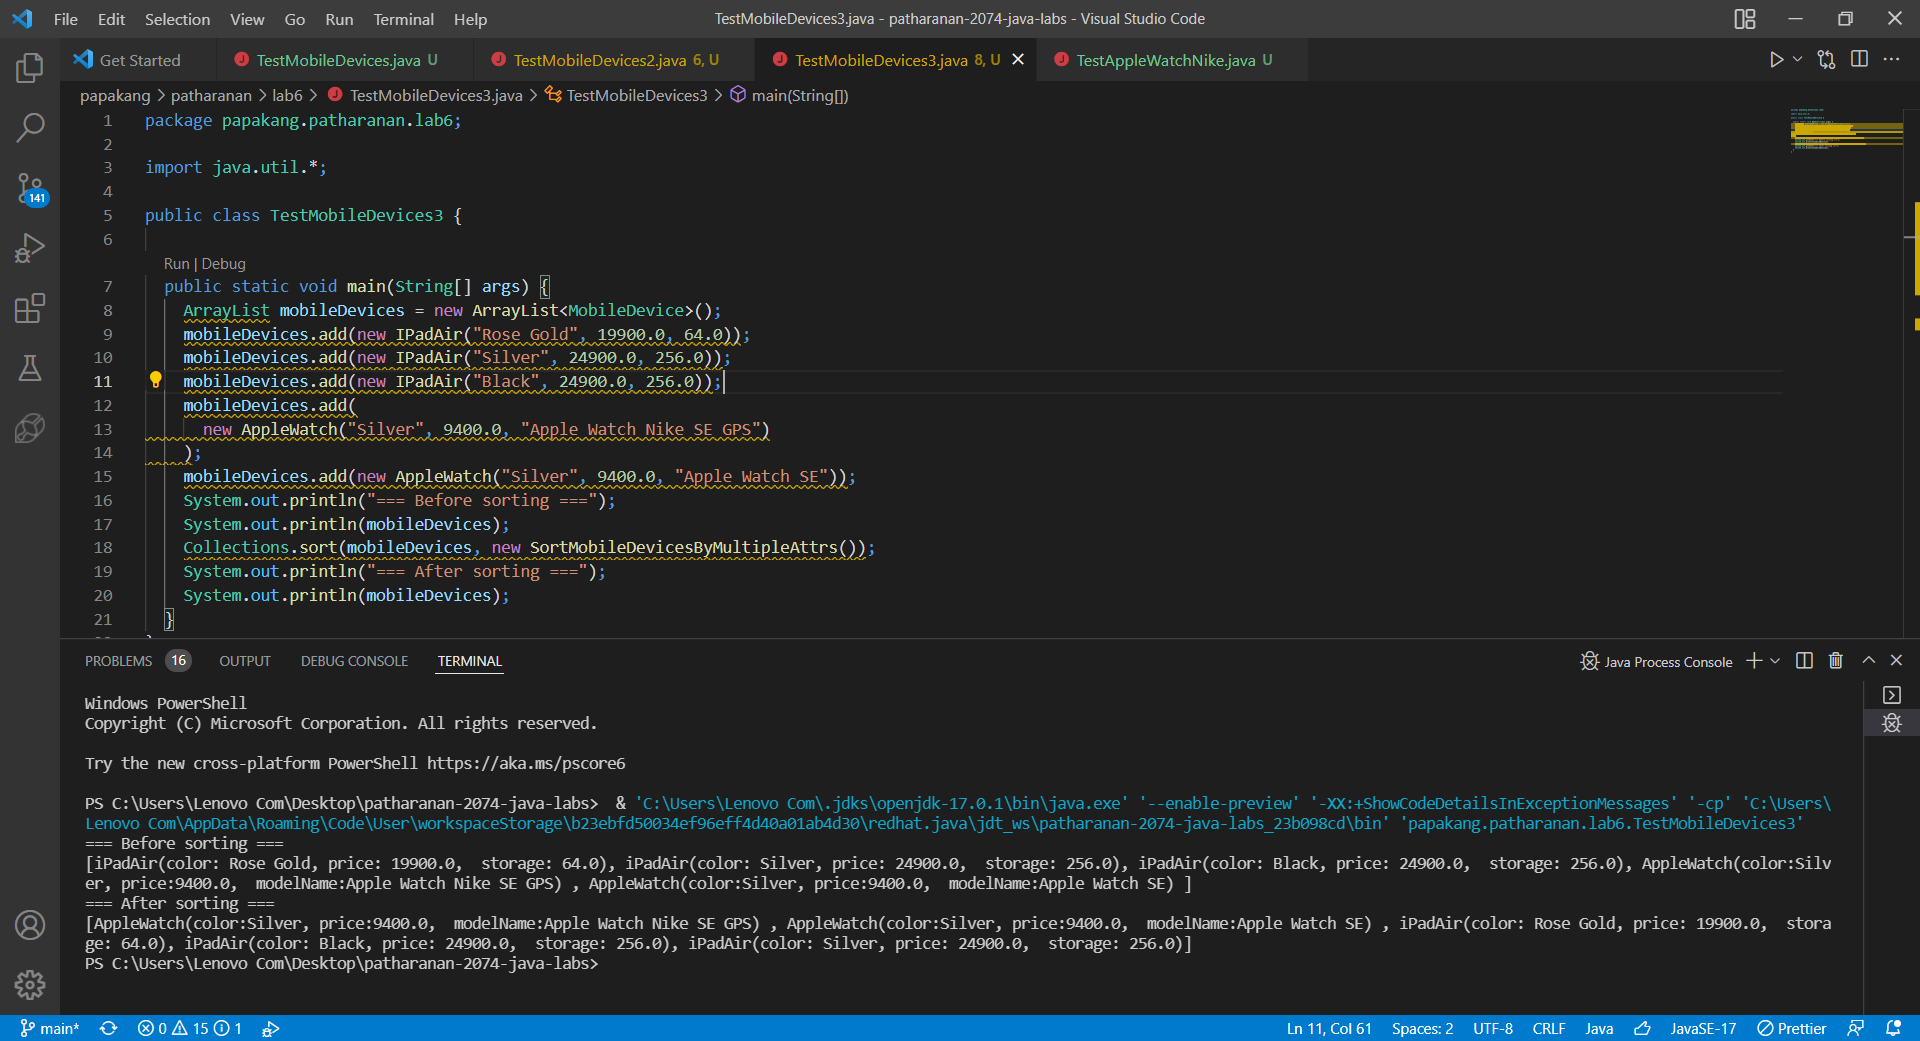 File Edit Selection View Go Run Terminal Help TestMobileDevices3.java - patharanan-2074-java-labs - Visual Studio Code
Get Started TestMobileDevices.java U TestMobileDevices2.java 6, U TestMobileDevices3.java 8, U TestAppleWatchNike.java U
papakang > patharanan > lab6 > TestMobileDevices3.java > TestMobileDevices3 > main(String[])
1 package papakang.patharanan.lab6;
2
3 import java.util.*;
4
5 public class TestMobileDevices3 {
6
Run | Debug
7 public static void main(String[] args) {
8 ArrayList mobileDevices = new ArrayList<MobileDevice>();
9 mobileDevices.add(new IPadAir("Rose Gold", 19900.0, 64.0));
10 mobileDevices.add(new IPadAir("Silver", 24900.0, 256.0));
11 mobileDevices.add(new IPadAir("Black", 24900.0, 256.0));
12 mobileDevices.add(
13 new AppleWatch("Silver", 9400.0, "Apple Watch Nike SE GPS")
14 );
15 mobileDevices.add(new AppleWatch("Silver", 9400.0, "Apple Watch SE"));
16 System.out.println("=== Before sorting ===");
17 System.out.println(mobileDevices);
18 Collections.sort(mobileDevices, new SortMobileDevicesByMultipleAttrs());
19 System.out.println("=== After sorting ===");
20 System.out.println(mobileDevices);
21 }
141
PROBLEMS 16 OUTPUT DEBUG CONSOLE TERMINAL Java Process Console
Windows PowerShell
Copyright (C) Microsoft Corporation. All rights reserved.
Try the new cross-platform PowerShell https://aka.ms/pscore6
PS C:\Users\Lenovo Com\Desktop\patharanan-2074-java-labs>  & 'C:\Users\Lenovo Com\.jdks\openjdk-17.0.1\bin\java.exe' '--enable-preview' '-XX:+ShowCodeDetailsInExceptionMessages' '-cp' 'C:\Users\
Lenovo Com\AppData\Roaming\Code\User\workspaceStorage\b23ebfd50034ef96eff4d40a01ab4d30\redhat.java\jdt_ws\patharanan-2074-java-labs_23b098cd\bin' 'papakang.patharanan.lab6.TestMobileDevices3'
=== Before sorting ===
[iPadAir(color: Rose Gold, price: 19900.0,  storage: 64.0), iPadAir(color: Silver, price: 24900.0,  storage: 256.0), iPadAir(color: Black, price: 24900.0,  storage: 256.0), AppleWatch(color:Silv
er, price:9400.0,  modelName:Apple Watch Nike SE GPS) , AppleWatch(color:Silver, price:9400.0,  modelName:Apple Watch SE) ]
=== After sorting ===
[AppleWatch(color:Silver, price:9400.0,  modelName:Apple Watch Nike SE GPS) , AppleWatch(color:Silver, price:9400.0,  modelName:Apple Watch SE) , iPadAir(color: Rose Gold, price: 19900.0,  stora
ge: 64.0), iPadAir(color: Black, price: 24900.0,  storage: 256.0), iPadAir(color: Silver, price: 24900.0,  storage: 256.0)]
PS C:\Users\Lenovo Com\Desktop\patharanan-2074-java-labs>
main* 0 15 1 Ln 11, Col 61 Spaces: 2 UTF-8 CRLF Java JavaSE-17 Prettier